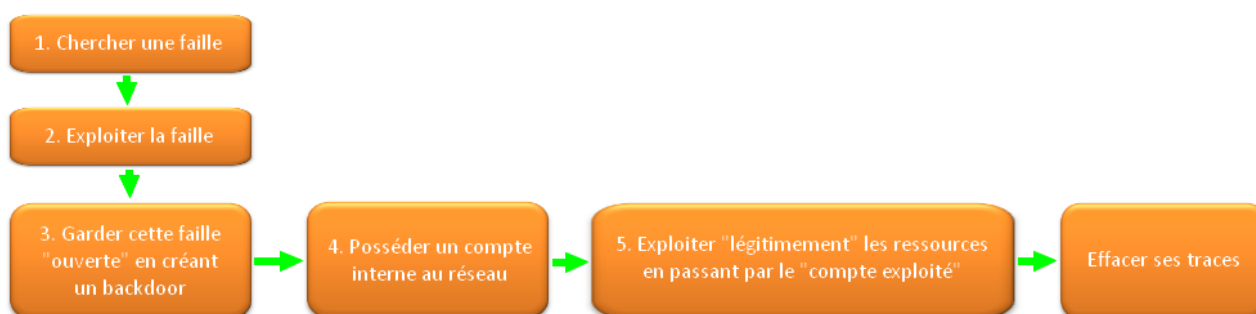 1. Chercher une faille
2. Exploiter la faille
3. Garder cette faille
"ouverte" en créant
un backdoor
4. Posséder un compte
interne au réseau
5. Exploiter "légitimement" les ressources
en passant par le "compte exploité"
Effacer ses traces